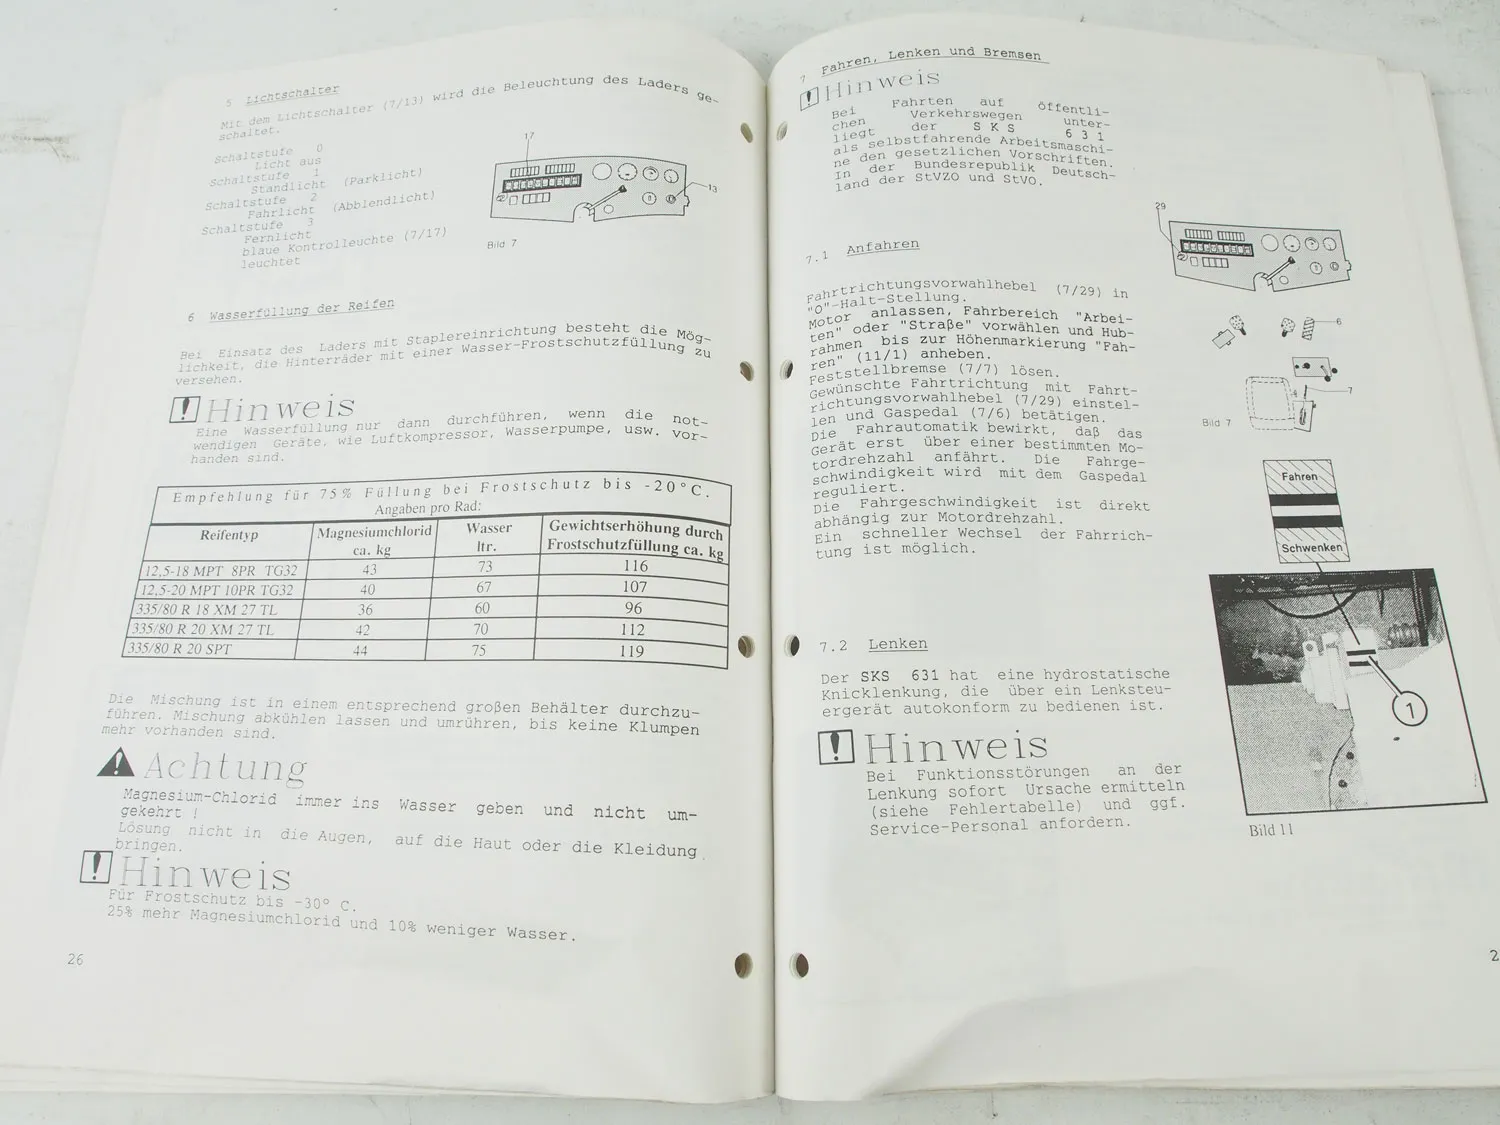 5 Lichtschalter
Mit dem Lichtschalter (7/13) wird die Beleuchtung des Laders ge-
schaltet.
Schaltstufe 0
Licht aus
Schaltstufe 1
Standlicht (Parklicht)
Schaltstufe 2
Fahrlicht (Abblendlicht)
Schaltstufe 3
Fernlicht
blaue Kontrolleuchte (7/17)
leuchtet
17
13
Bild 7
6 Wasserfüllung der Reifen
Bei Einsatz des Laders mit Staplereinrichtung besteht die Mög-
lichkeit, die Hinterräder mit einer Wasser-Frostschutzfüllung zu
versehen.
! Hinweis
Eine Wasserfüllung nur dann durchführen, wenn die not-
wendigen Geräte, wie Luftkompressor, Wasserpumpe, usw. vor-
handen sind.
Empfehlung für 75% Füllung bei Frostschutz bis -20°C.
Angaben pro Rad:
Reifentyp Magnesiumchlorid ca. kg Wasser ltr. Gewichtserhöhung durch Frostschutzfüllung ca. kg
12,5-18 MPT 8PR TG32 43 73 116
12,5-20 MPT 10PR TG32 40 67 107
335/80 R 18 XM 27 TL 36 60 96
335/80 R 20 XM 27 TL 42 70 112
335/80 R 20 SPT 44 75 119
Die Mischung ist in einem entsprechend großen Behälter durchzu-
führen. Mischung abkühlen lassen und umrühren, bis keine Klumpen
mehr vorhanden sind.
! Achtung
Magnesium-Chlorid immer ins Wasser geben und nicht um-
gekehrt !
Lösung nicht in die Augen, auf die Haut oder die Kleidung
bringen.
! Hinweis
Für Frostschutz bis -30° C.
25% mehr Magnesiumchlorid und 10% weniger Wasser.
26
7 Fahren, Lenken und Bremsen
! Hinweis
Bei Fahrten auf öffentli-
chen Verkehrswegen unter-
liegt der S K S 6 3 1
als selbstfahrende Arbeitsmaschi-
ne den gesetzlichen Vorschriften.
In der Bundesrepublik Deutsch-
land der StVZO und StVO.
7.1 Anfahren
Fahrtrichtungsvorwahlhebel (7/29) in
"0"-Halt-Stellung.
Motor anlassen, Fahrbereich "Arbei-
ten" oder "Straße" vorwählen und Hub-
rahmen bis zur Höhenmarkierung "Fah-
ren" (11/1) anheben.
Feststellbremse (7/7) lösen.
Gewünschte Fahrtrichtung mit Fahrt-
richtungsvorwahlhebel (7/29) einstel-
len und Gaspedal (7/6) betätigen.
Die Fahrautomatik bewirkt, daß das
Gerät erst über einer bestimmten Mo-
tordrehzahl anfährt. Die Fahrge-
schwindigkeit wird mit dem Gaspedal
reguliert.
Die Fahrgeschwindigkeit ist direkt
abhängig zur Motordrehzahl.
Ein schneller Wechsel der Fahrrich-
tung ist möglich.
29
6
7
Bild 7
Fahren
Schwenken
1
Bild 11
7.2 Lenken
Der SKS 631 hat eine hydrostatische
Knicklenkung, die über ein Lenksteu-
ergerät autokonform zu bedienen ist.
! Hinweis
Bei Funktionsstörungen an der
Lenkung sofort Ursache ermitteln
(siehe Fehlertabelle) und ggf.
Service-Personal anfordern.
2